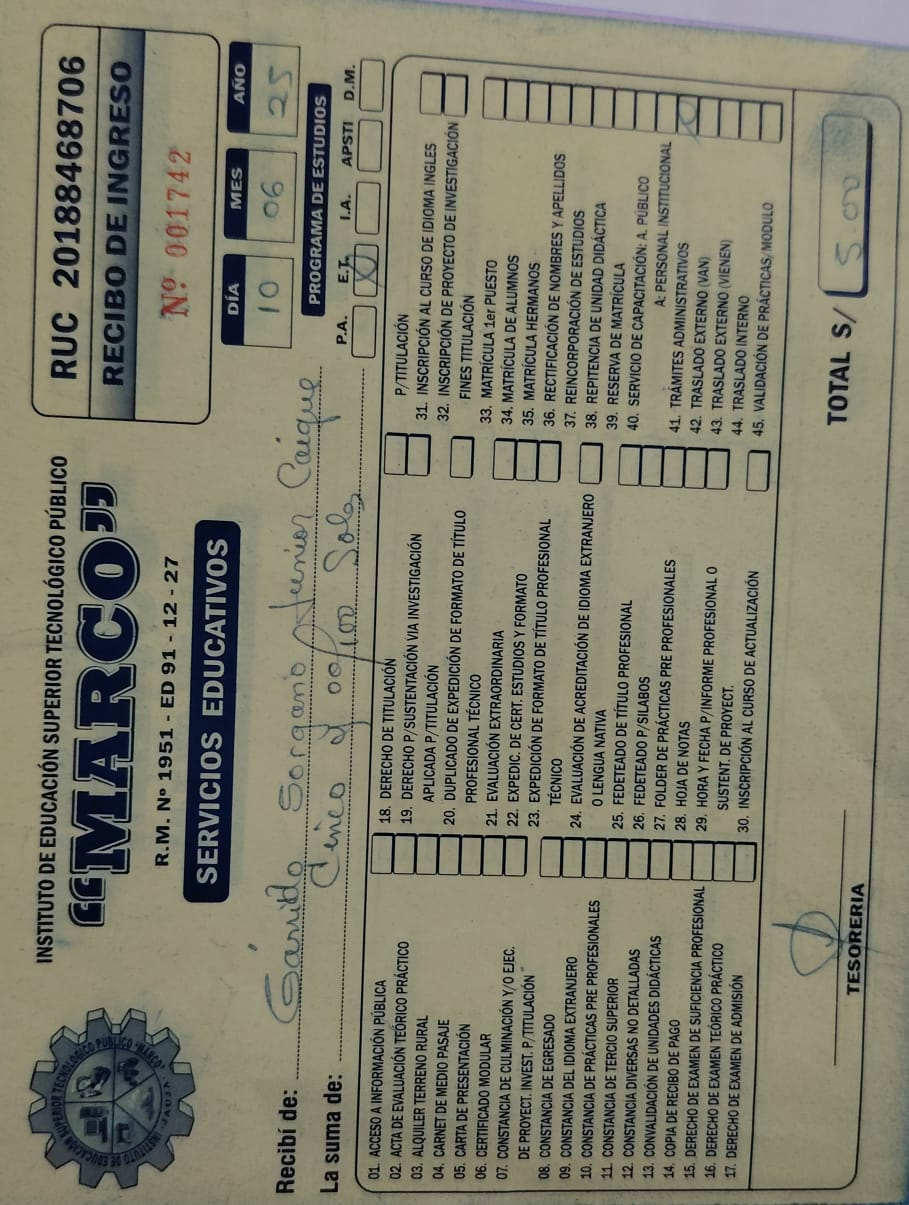 INSTITUTO DE EDUCACIÓN SUPERIOR TECNOLÓGICO PÚBLICO
“MARCO”
R.M. Nº 1951 - ED 91 - 12 - 27
SERVICIOS EDUCATIVOS
RUC 20188468706
RECIBO DE INGRESO
Nº 001742
DÍA MES AÑO
10 06 25
PROGRAMA DE ESTUDIOS
P.A. E.T. I.A. APSTI D.M.
X
Recibí de: Junior
La suma de: Cinco y 00/100 Soles
01. ACCESO A INFORMACIÓN PÚBLICA
02. ACTA DE EVALUACIÓN TEÓRICO PRÁCTICO
03. ALQUILER TERRENO RURAL
04. CARNET DE MEDIO PASAJE
05. CARTA DE PRESENTACIÓN
06. CERTIFICADO MODULAR
07. CONSTANCIA DE CULMINACIÓN Y/O EJEC.
DE PROYECT. INVEST. P/TITULACIÓN
08. CONSTANCIA DE EGRESADO
09. CONSTANCIA DEL IDIOMA EXTRANJERO
10. CONSTANCIA DE PRÁCTICAS PRE PROFESIONALES
11. CONSTANCIA DE TERCIO SUPERIOR
12. CONSTANCIA DIVERSAS NO DETALLADAS
13. CONVALIDACIÓN DE UNIDADES DIDÁCTICAS
14. COPIA DE RECIBO DE PAGO
15. DERECHO DE EXAMEN DE SUFICIENCIA PROFESIONAL
16. DERECHO DE EXAMEN TEÓRICO PRÁCTICO
17. DERECHO DE EXAMEN DE ADMISIÓN
18. DERECHO DE TITULACIÓN
19. DERECHO P/SUSTENTACIÓN VIA INVESTIGACIÓN
APLICADA P/TITULACIÓN
20. DUPLICADO DE EXPEDICIÓN DE FORMATO DE TÍTULO
PROFESIONAL TÉCNICO
21. EVALUACIÓN EXTRAORDINARIA
22. EXPEDIC. DE CERT. ESTUDIOS Y FORMATO
23. EXPEDICIÓN DE FORMATO DE TÍTULO PROFESIONAL
TÉCNICO
24. EVALUACIÓN DE ACREDITACIÓN DE IDIOMA EXTRANJERO
O LENGUA NATIVA
25. FEDETEADO DE TÍTULO PROFESIONAL
26. FEDETEADO P/SILABOS
27. FOLDER DE PRÁCTICAS PRE PROFESIONALES
28. HOJA DE NOTAS
29. HORA Y FECHA P/INFORME PROFESIONAL O
SUSTENT. DE PROYECT.
30. INSCRIPCIÓN AL CURSO DE ACTUALIZACIÓN
P/TITULACIÓN
31. INSCRIPCIÓN AL CURSO DE IDIOMA INGLES
32. INSCRIPCIÓN DE PROYECTO DE INVESTIGACIÓN
FINES TITULACIÓN
33. MATRÍCULA 1er PUESTO
34. MATRÍCULA DE ALUMNOS
35. MATRÍCULA HERMANOS
36. RECTIFICACIÓN DE NOMBRES Y APELLIDOS
37. REINCORPORACIÓN DE ESTUDIOS
38. REPITENCIA DE UNIDAD DIDÁCTICA
39. RESERVA DE MATRÍCULA
40. SERVICIO DE CAPACITACIÓN: A. PÚBLICO
A: PERSONAL INSTITUCIONAL
41. TRÁMITES ADMINISTRATIVOS
42. TRASLADO EXTERNO (VAN)
43. TRASLADO EXTERNO (VIENEN)
44. TRASLADO INTERNO
45. VALIDACIÓN DE PRÁCTICAS/MODULO
TESORERIA
TOTAL S/ 5.00